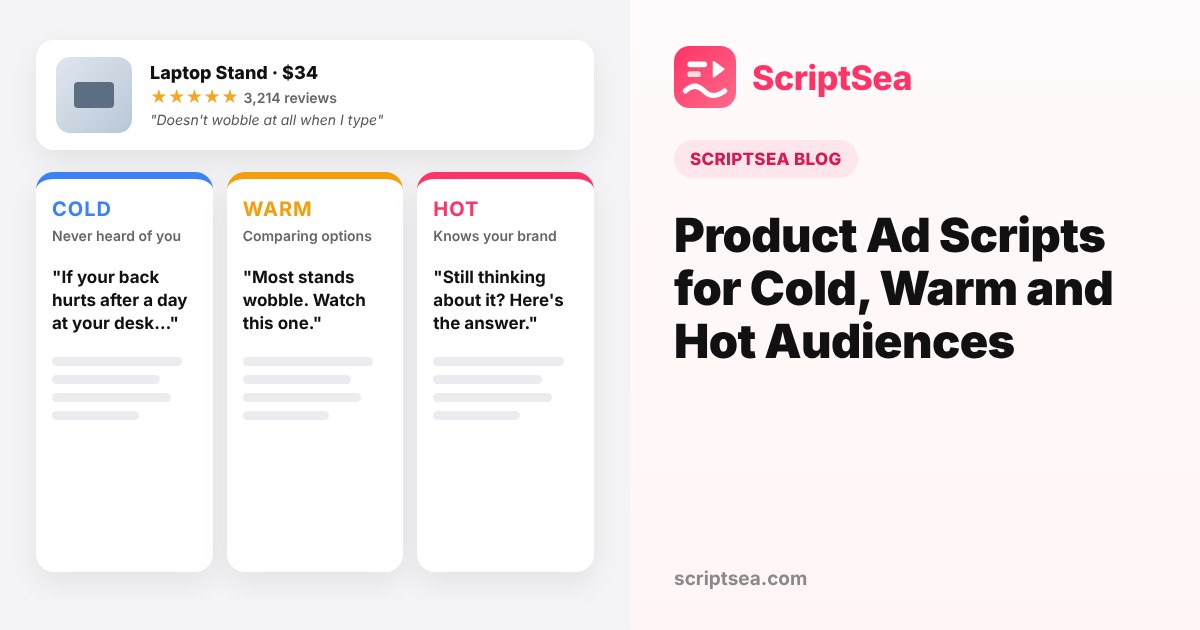 Laptop Stand · $34
★★★★★ 3,214 reviews
"Doesn't wobble at all when I type"
COLD
Never heard of you
"If your back
hurts after a day
at your desk…"
WARM
Comparing options
"Most stands
wobble. Watch
this one."
HOT
Knows your brand
"Still thinking
about it? Here's
the answer."
ScriptSea
SCRIPTSEA BLOG
Product Ad Scripts
for Cold, Warm and
Hot Audiences
scriptsea.com